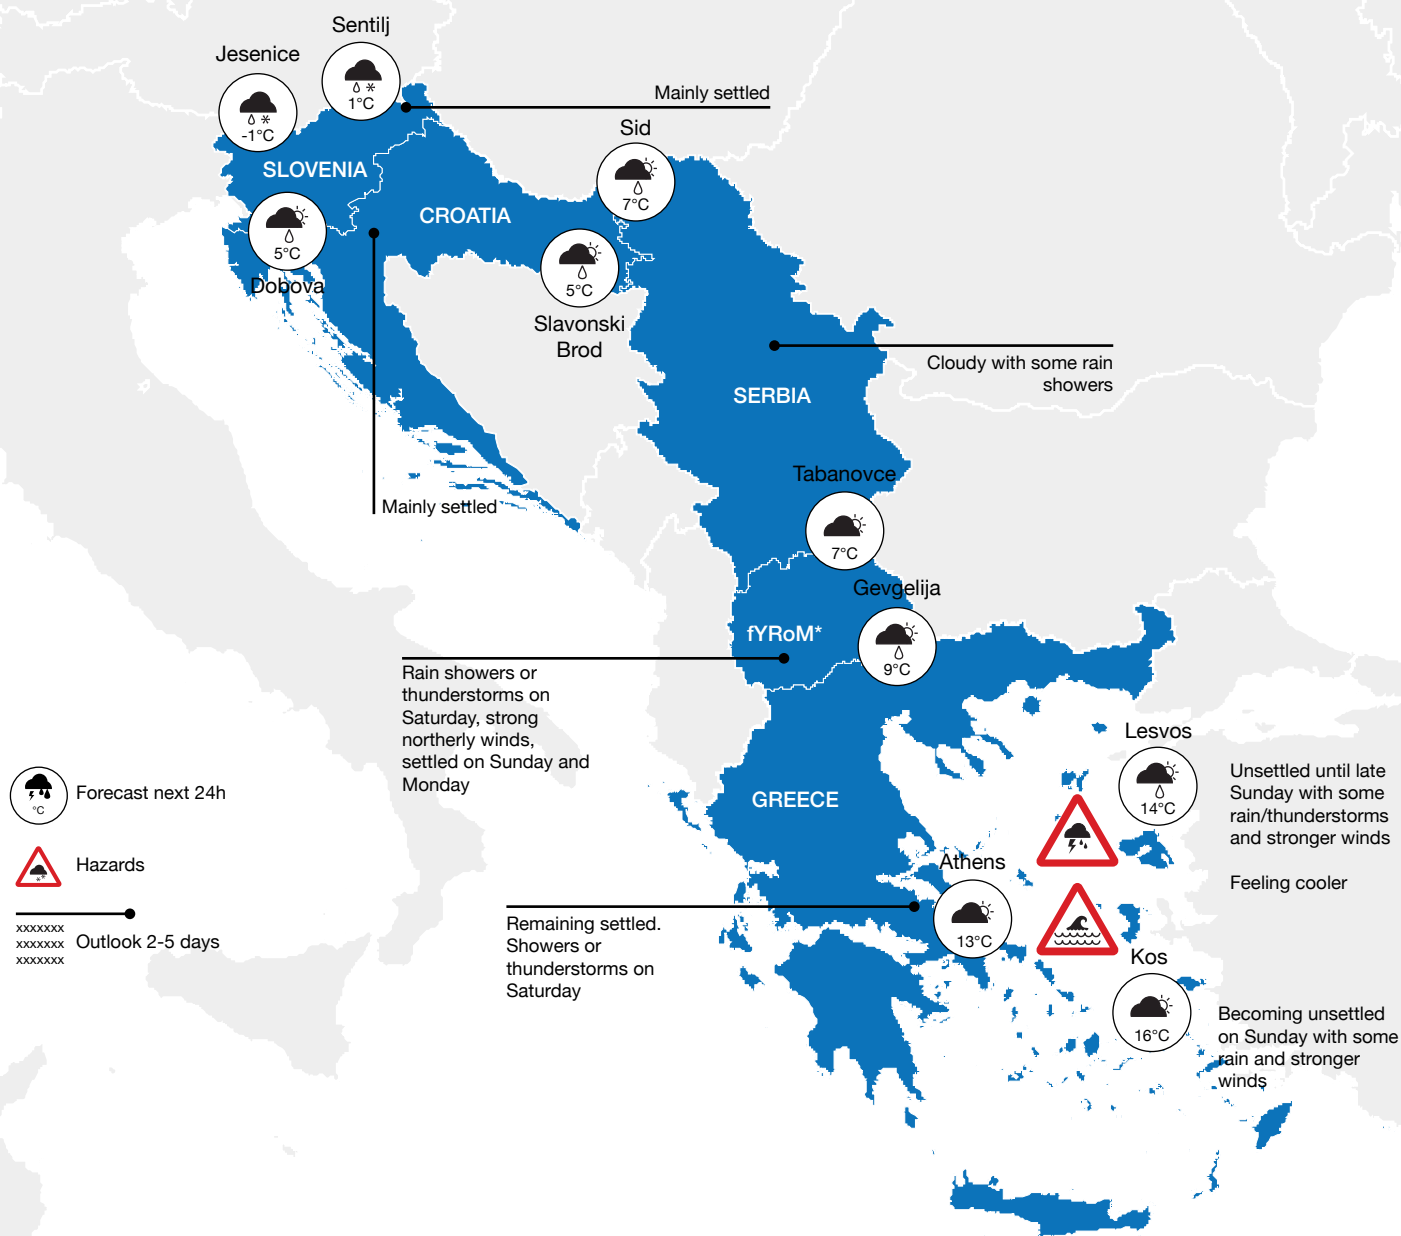 Sentilj
1°C
Jesenice
-1°C
Mainly settled
Sid
7°C
SLOVENIA
CROATIA
5°C
Dobova
5°C
Slavonski
Brod
Cloudy with some rain
showers
SERBIA
Mainly settled
Tabanovce
7°C
Gevgelija
9°C
fYRoM*
Rain showers or
thunderstorms on
Saturday, strong
northerly winds,
settled on Sunday and
Monday
Lesvos
14°C
Unsettled until late
Sunday with some
rain/thunderstorms
and stronger winds
Feeling cooler
GREECE
°C
Forecast next 24h
Hazards
xxxxxxx
xxxxxxx
xxxxxxx
Outlook 2-5 days
Athens
13°C
Remaining settled.
Showers or
thunderstorms on
Saturday
Kos
16°C
Becoming unsettled
on Sunday with some
rain and stronger
winds